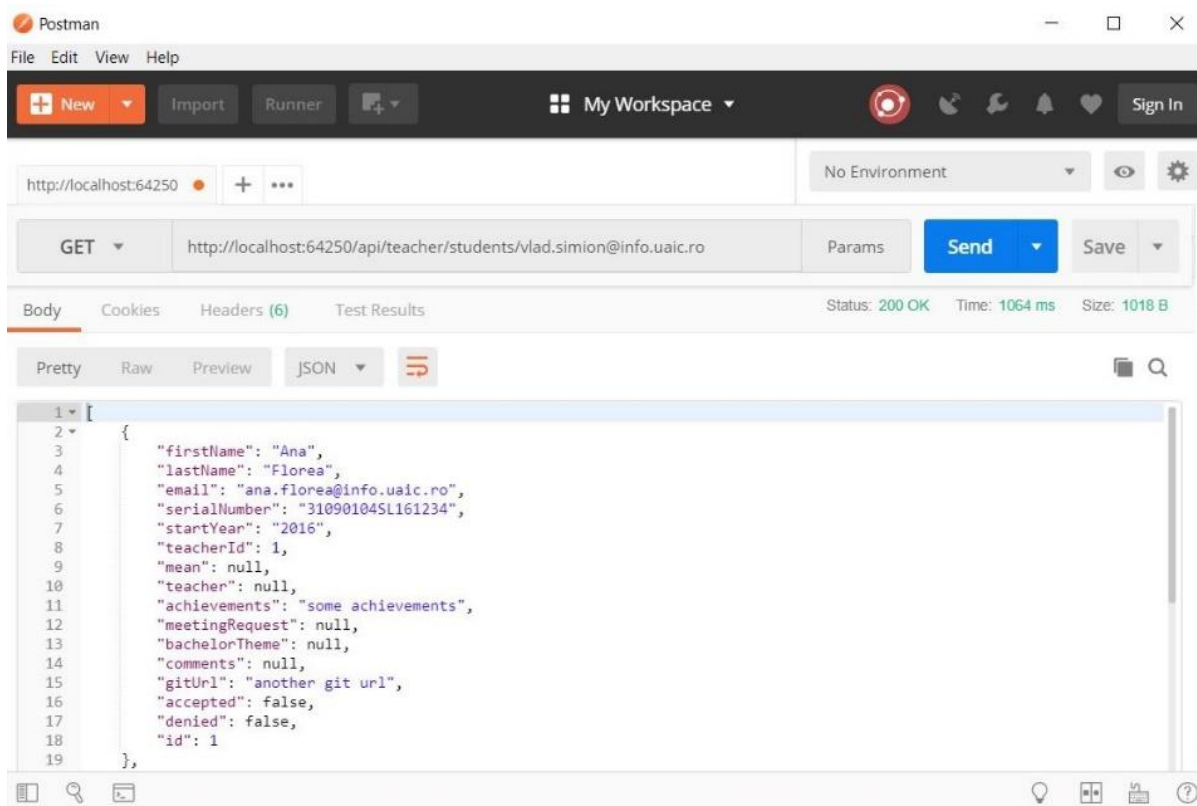 Postman
File Edit View Help
New Import Runner My Workspace Sign In
http://localhost:64250 No Environment
GET http://localhost:64250/api/teacher/students/vlad.simion@info.uaic.ro Params Send Save
Body Cookies Headers (6) Test Results Status: 200 OK Time: 1064 ms Size: 1018 B
Pretty Raw Preview JSON
1 [
2 {
3 "firstName": "Ana",
4 "lastName": "Florea",
5 "email": "ana.florea@info.uaic.ro",
6 "serialNumber": "31090104SL161234",
7 "startYear": "2016",
8 "teacherId": 1,
9 "mean": null,
10 "teacher": null,
11 "achievements": "some achievements",
12 "meetingRequest": null,
13 "bachelorTheme": null,
14 "comments": null,
15 "gitUrl": "another git url",
16 "accepted": false,
17 "denied": false,
18 "id": 1
19 },